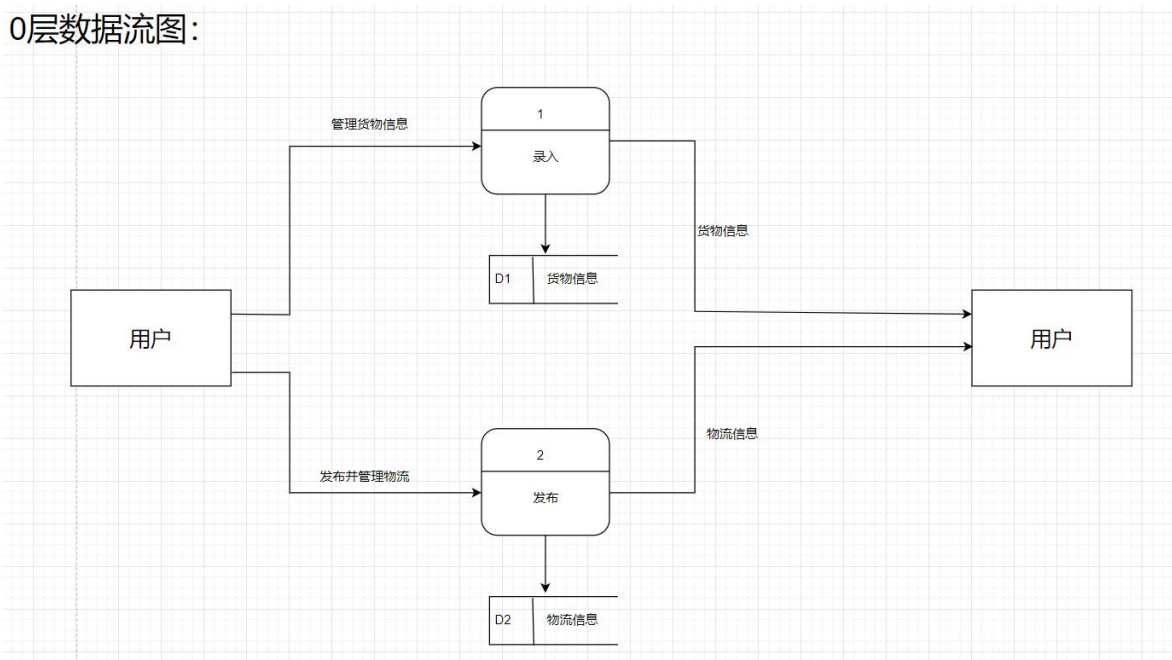 0层数据流图：
1
管理货物信息
录入
货物信息
D1 货物信息
用户
用户
物流信息
2
发布并管理物流
发布
D2 物流信息